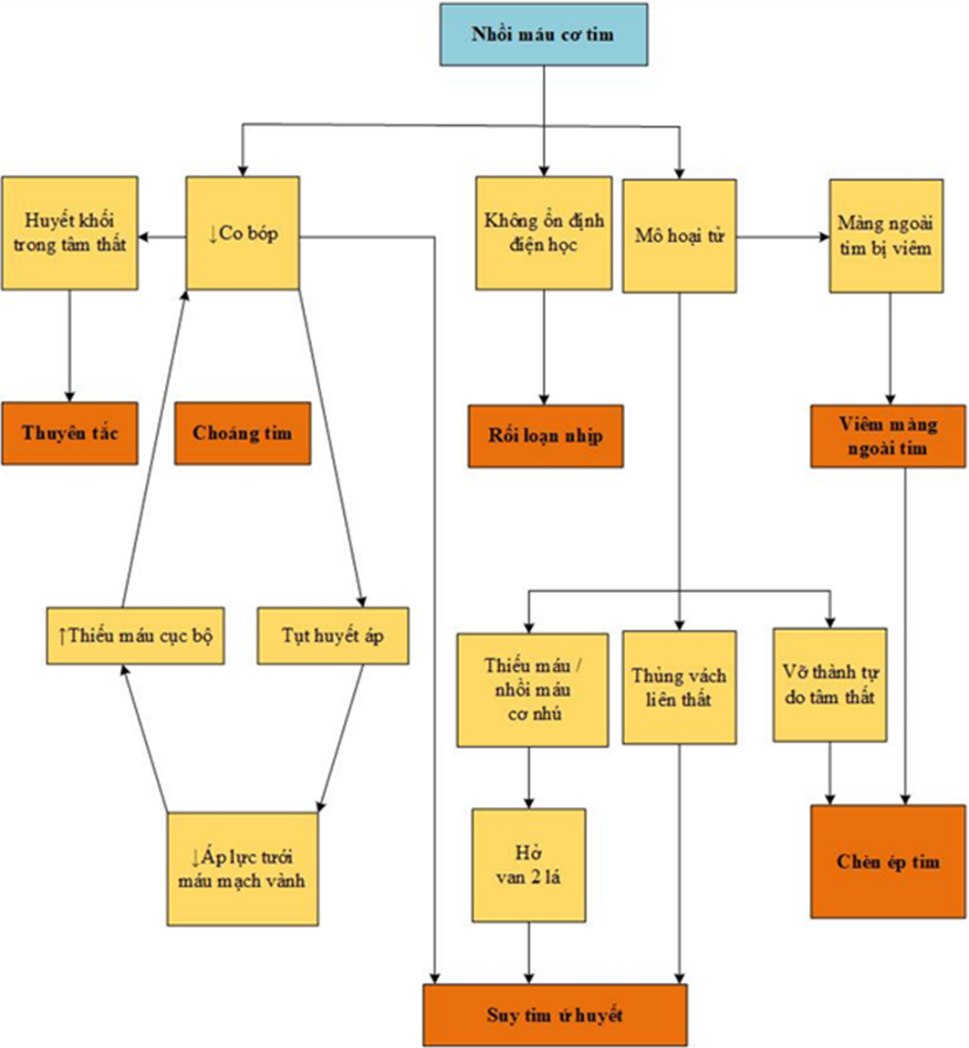 Nhồi máu cơ tim
Huyết khối
trong tâm thất
↓Co bóp
Không ổn định
điện học
Mô hoại tử
Màng ngoài
tim bị viêm
Thuyên tắc
Choáng tim
Rối loạn nhịp
Viêm màng
ngoài tim
↑Thiếu máu cục bộ
Tụt huyết áp
Thiếu máu /
nhồi máu
cơ nhú
Thủng vách
liên thất
Vỡ thành tự
do tâm thất
↓Áp lực tưới
máu mạch vành
Hở
van 2 lá
Chèn ép tim
Suy tim ứ huyết